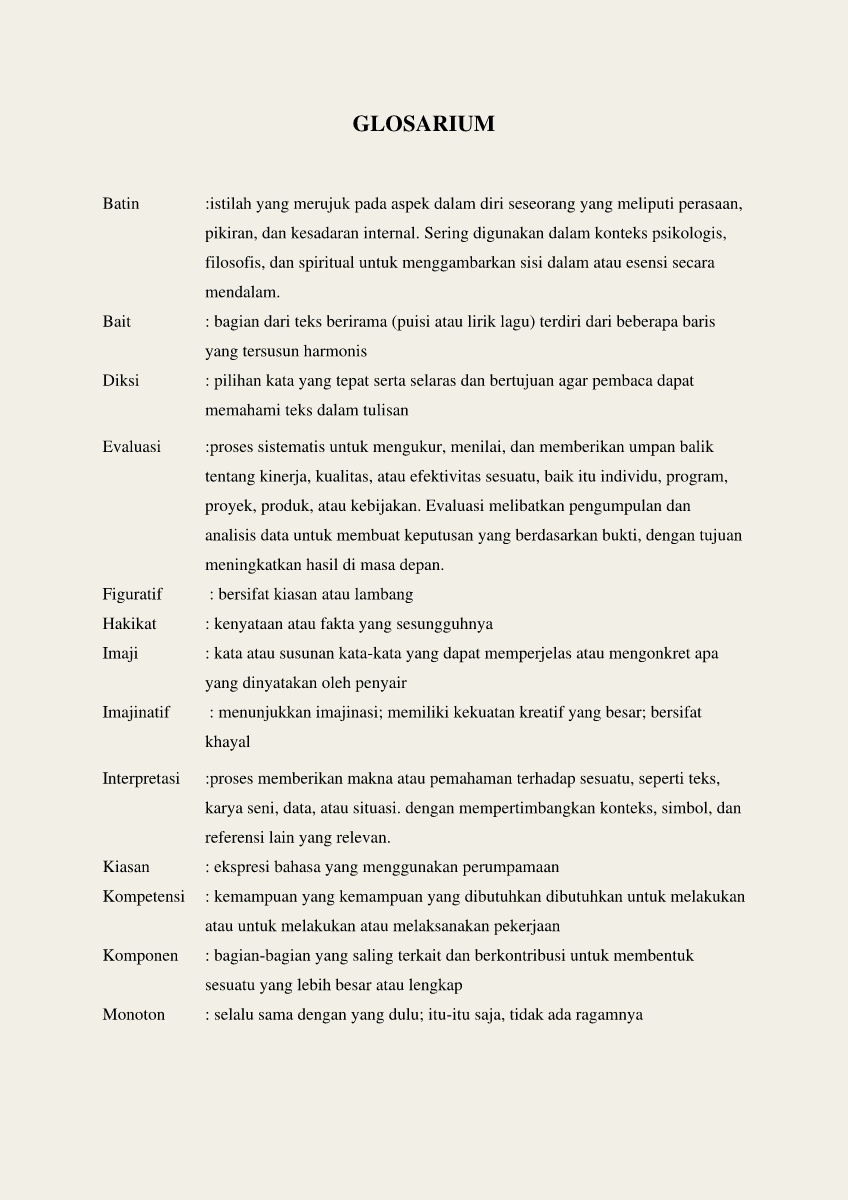 GLOSARIUM
Batin :istilah yang merujuk pada aspek dalam diri seseorang yang meliputi perasaan,
pikiran, dan kesadaran internal. Sering digunakan dalam konteks psikologis,
filosofis, dan spiritual untuk menggambarkan sisi dalam atau esensi secara
mendalam.
Bait : bagian dari teks berirama (puisi atau lirik lagu) terdiri dari beberapa baris
yang tersusun harmonis
Diksi : pilihan kata yang tepat serta selaras dan bertujuan agar pembaca dapat
memahami teks dalam tulisan
Evaluasi :proses sistematis untuk mengukur, menilai, dan memberikan umpan balik
tentang kinerja, kualitas, atau efektivitas sesuatu, baik itu individu, program,
proyek, produk, atau kebijakan. Evaluasi melibatkan pengumpulan dan
analisis data untuk membuat keputusan yang berdasarkan bukti, dengan tujuan
meningkatkan hasil di masa depan.
Figuratif : bersifat kiasan atau lambang
Hakikat : kenyataan atau fakta yang sesungguhnya
Imaji : kata atau susunan kata-kata yang dapat memperjelas atau mengonkret apa
yang dinyatakan oleh penyair
Imajinatif : menunjukkan imajinasi; memiliki kekuatan kreatif yang besar; bersifat
khayal
Interpretasi :proses memberikan makna atau pemahaman terhadap sesuatu, seperti teks,
karya seni, data, atau situasi. dengan mempertimbangkan konteks, simbol, dan
referensi lain yang relevan.
Kiasan : ekspresi bahasa yang menggunakan perumpamaan
Kompetensi : kemampuan yang kemampuan yang dibutuhkan dibutuhkan untuk melakukan
atau untuk melakukan atau melaksanakan pekerjaan
Komponen : bagian-bagian yang saling terkait dan berkontribusi untuk membentuk
sesuatu yang lebih besar atau lengkap
Monoton : selalu sama dengan yang dulu; itu-itu saja, tidak ada ragamnya